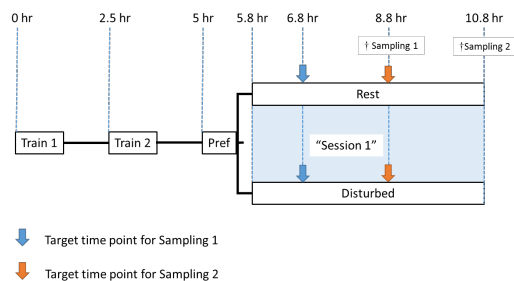 0 hr 2.5 hr 5 hr 5.8 hr 6.8 hr 8.8 hr 10.8 hr
† Sampling 1 †Sampling 2
Rest
Train 1 Train 2 Pref "Session 1"
Disturbed
Target time point for Sampling 1
Target time point for Sampling 2